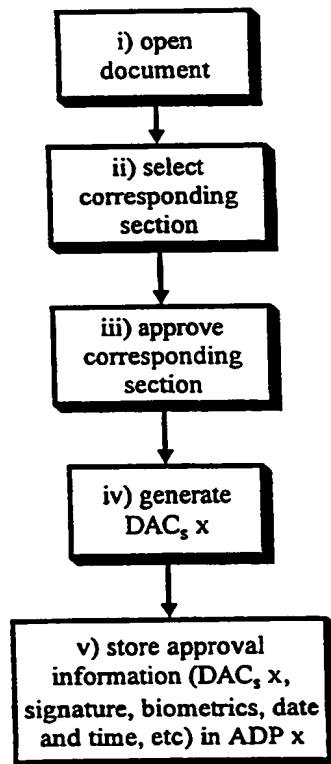 i) open
document
ii) select
corresponding
section
iii) approve
corresponding
section
iv) generate
DACₛ x
v) store approval
information (DACₛ x,
signature, biometrics, date
and time, etc) in ADP x